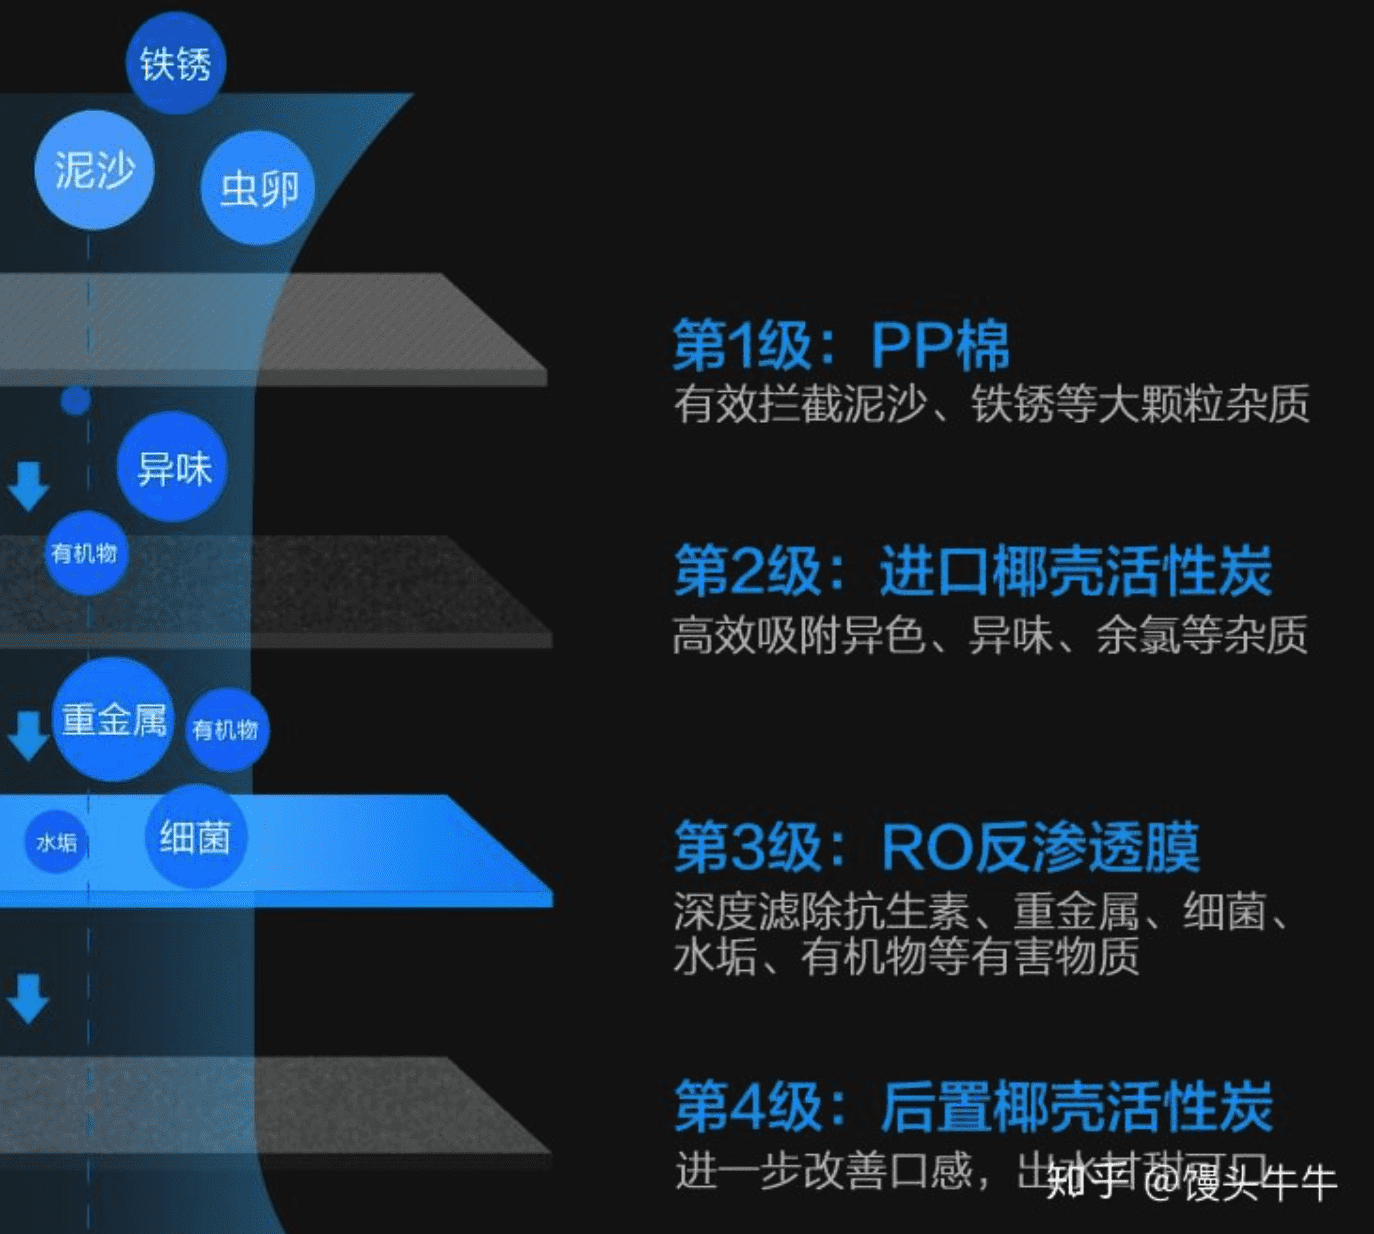 铁锈
泥沙
虫卵
第1级：PP棉
有效拦截泥沙、铁锈等大颗粒杂质
异味
有机物
第2级：进口椰壳活性炭
高效吸附异色、异味、余氯等杂质
重金属
有机物
水垢
细菌
第3级：RO反渗透膜
深度滤除抗生素、重金属、细菌、
水垢、有机物等有害物质
第4级：后置椰壳活性炭
进一步改善口感，出水甘甜可口
知乎 @馒头牛牛